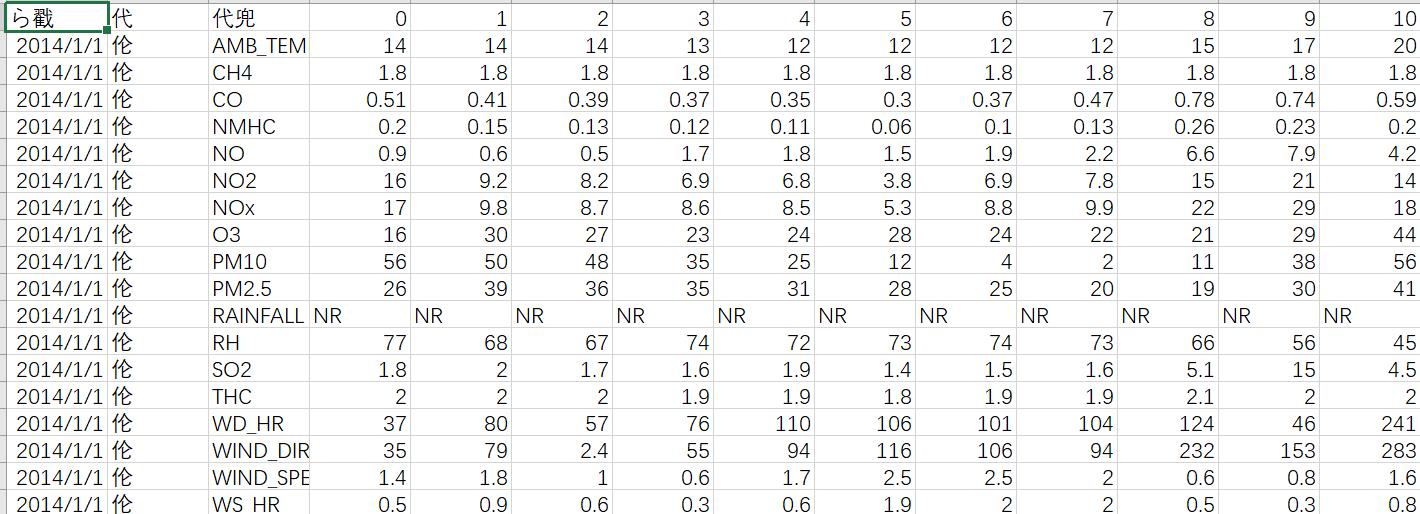 ら戳 代 代兜 0 1 2 3 4 5 6 7 8 9 10
2014/1/1 伦 AMB_TEM 14 14 14 13 12 12 12 12 15 17 20
2014/1/1 伦 CH4 1.8 1.8 1.8 1.8 1.8 1.8 1.8 1.8 1.8 1.8 1.8
2014/1/1 伦 CO 0.51 0.41 0.39 0.37 0.35 0.3 0.37 0.47 0.78 0.74 0.59
2014/1/1 伦 NMHC 0.2 0.15 0.13 0.12 0.11 0.06 0.1 0.13 0.26 0.23 0.2
2014/1/1 伦 NO 0.9 0.6 0.5 1.7 1.8 1.5 1.9 2.2 6.6 7.9 4.2
2014/1/1 伦 NO2 16 9.2 8.2 6.9 6.8 3.8 6.9 7.8 15 21 14
2014/1/1 伦 NOx 17 9.8 8.7 8.6 8.5 5.3 8.8 9.9 22 29 18
2014/1/1 伦 O3 16 30 27 23 24 28 24 22 21 29 44
2014/1/1 伦 PM10 56 50 48 35 25 12 4 2 11 38 56
2014/1/1 伦 PM2.5 26 39 36 35 31 28 25 20 19 30 41
2014/1/1 伦 RAINFALL NR NR NR NR NR NR NR NR NR NR NR
2014/1/1 伦 RH 77 68 67 74 72 73 74 73 66 56 45
2014/1/1 伦 SO2 1.8 2 1.7 1.6 1.9 1.4 1.5 1.6 5.1 15 4.5
2014/1/1 伦 THC 2 2 2 1.9 1.9 1.8 1.9 1.9 2.1 2 2
2014/1/1 伦 WD_HR 37 80 57 76 110 106 101 104 124 46 241
2014/1/1 伦 WIND_DIR 35 79 2.4 55 94 116 106 94 232 153 283
2014/1/1 伦 WIND_SPE 1.4 1.8 1 0.6 1.7 2.5 2.5 2 0.6 0.8 1.6
2014/1/1 伦 WS_HR 0.5 0.9 0.6 0.3 0.6 1.9 2 2 0.5 0.3 0.8